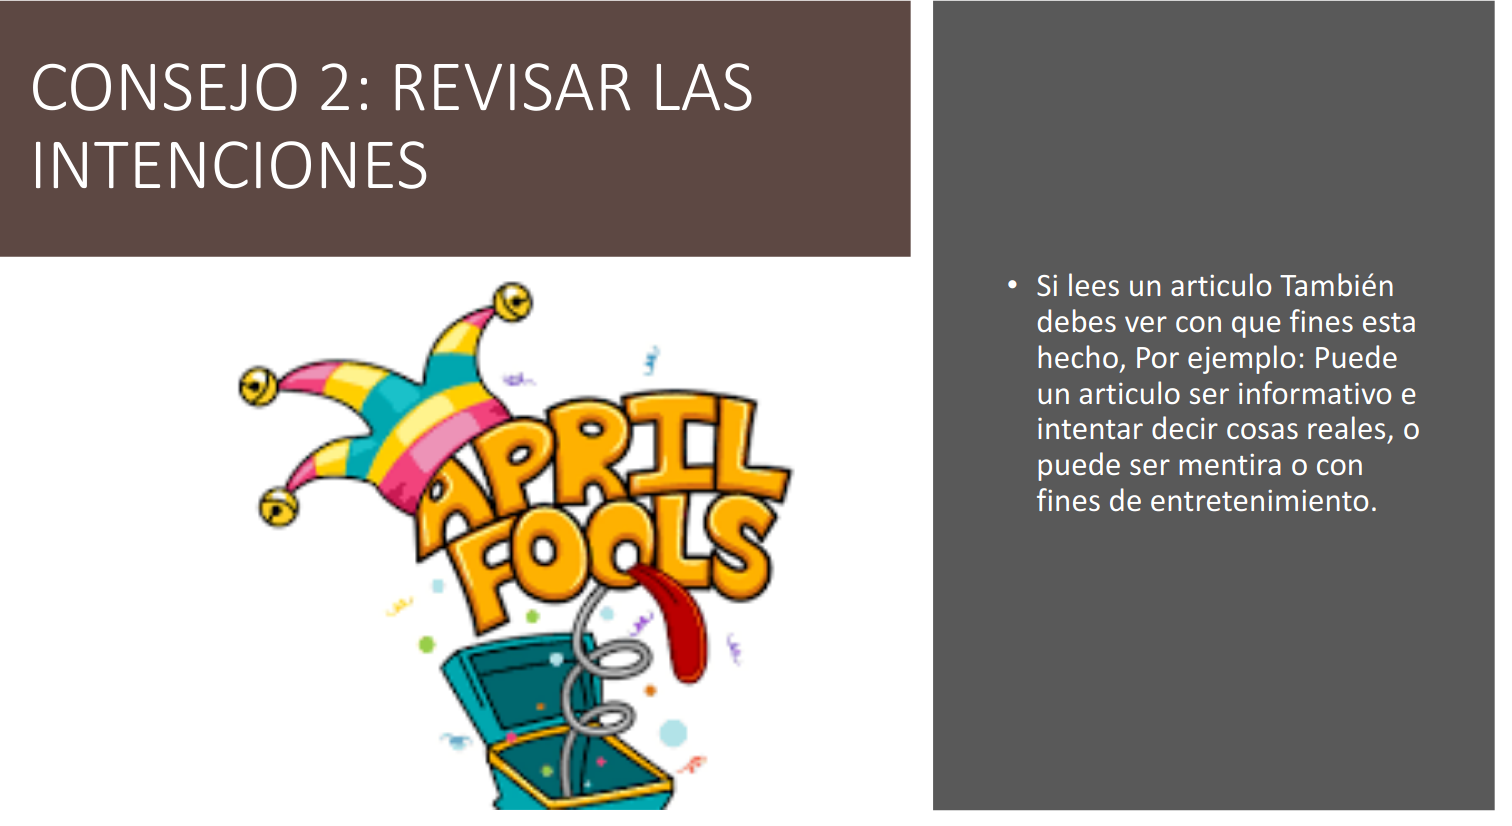 CONSEJO 2: REVISAR LAS
INTENCIONES
APRIL
FOOLS
• Si lees un articulo También
debes ver con que fines esta
hecho, Por ejemplo: Puede
un articulo ser informativo e
intentar decir cosas reales, o
puede ser mentira o con
fines de entretenimiento.